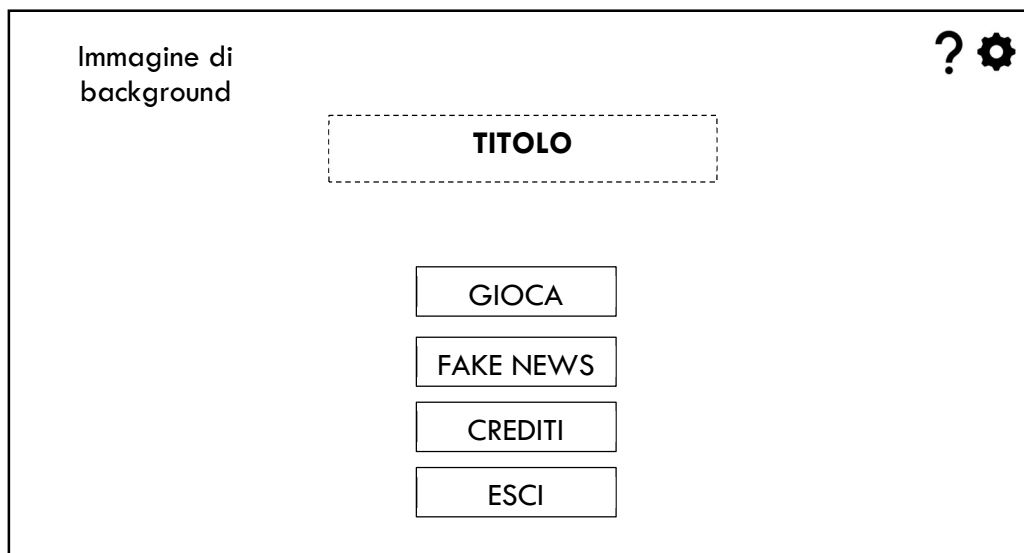 Immagine di
background
?
TITOLO
GIOCA
FAKE NEWS
CREDITI
ESCI